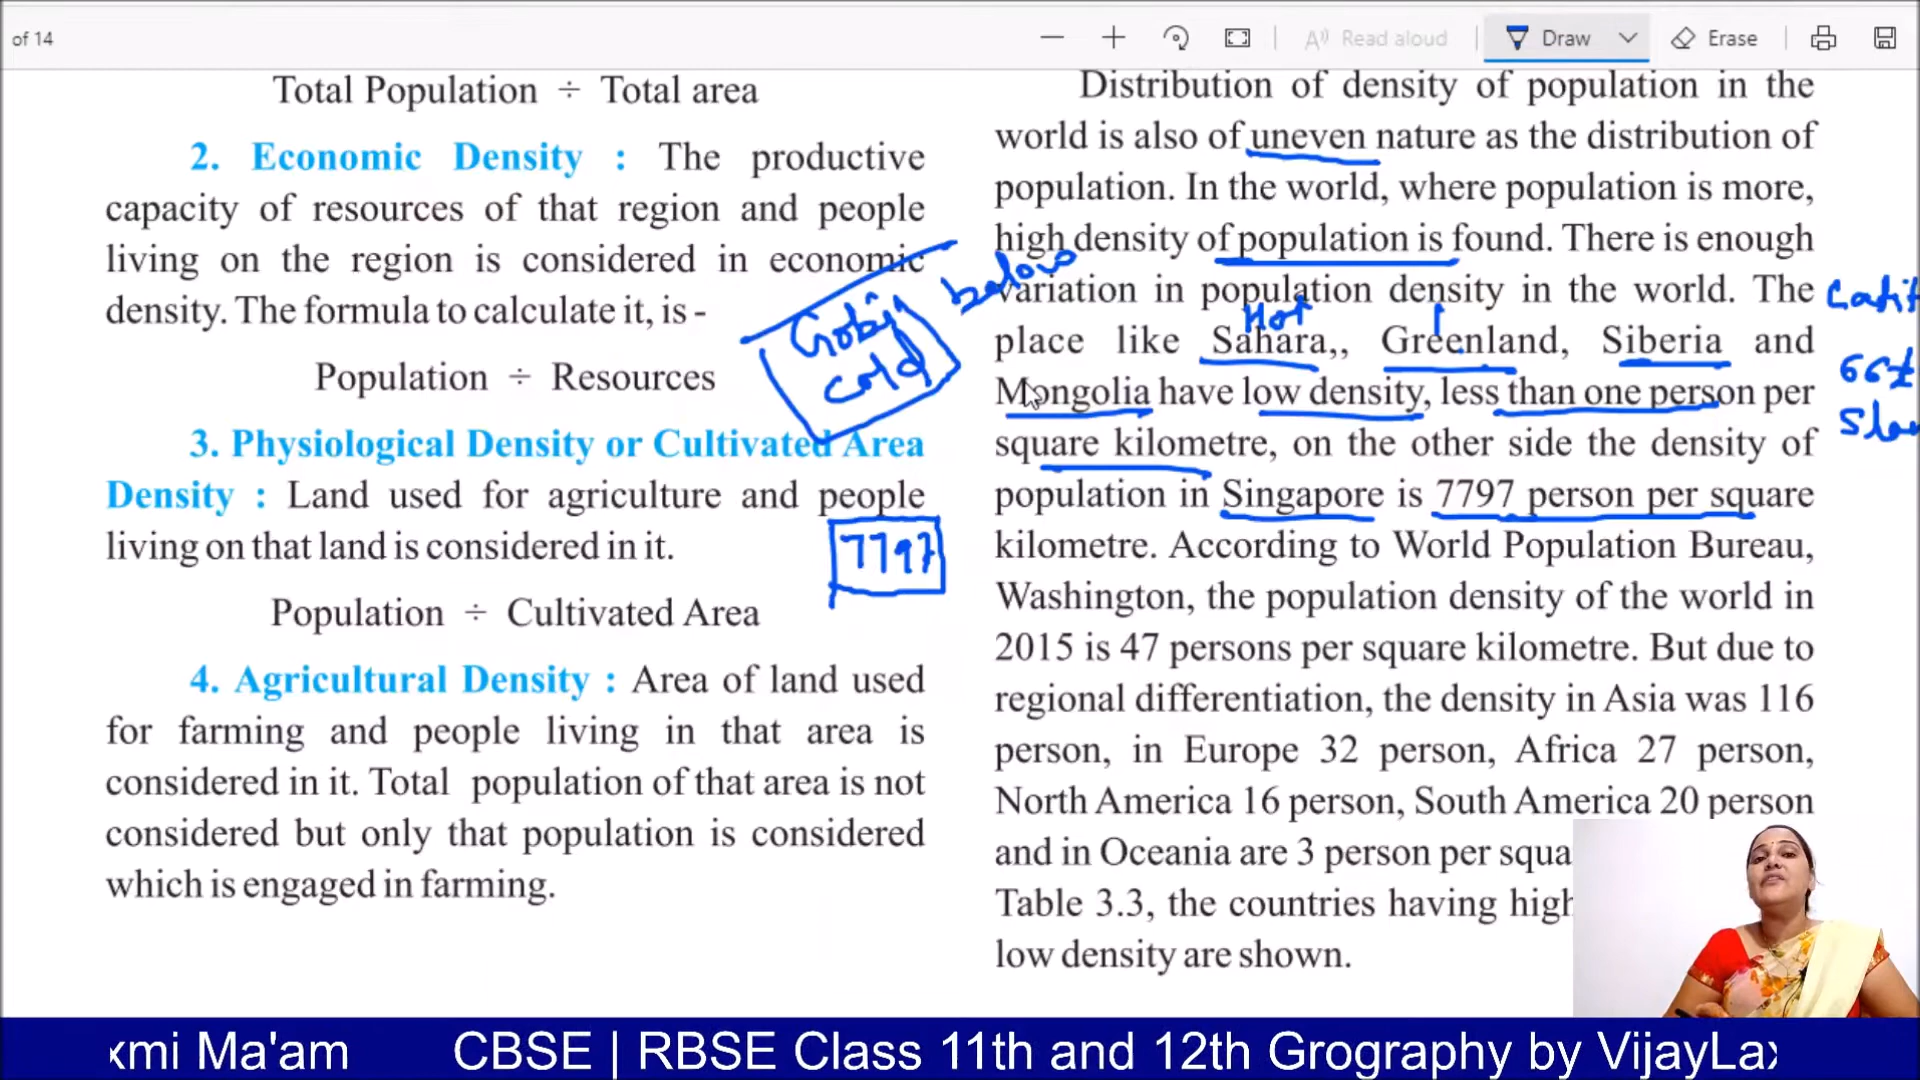 of 14
Read aloud
Draw
Erase
Total Population ÷ Total area
2. Economic Density : The productive
capacity of resources of that region and people
living on the region is considered in economic
density. The formula to calculate it, is -
Population ÷ Resources
3. Physiological Density or Cultivated Area
Density : Land used for agriculture and people
living on that land is considered in it.
Population ÷ Cultivated Area
4. Agricultural Density : Area of land used
for farming and people living in that area is
considered in it. Total population of that area is not
considered but only that population is considered
which is engaged in farming.
Gobi
cold
below
7797
Distribution of density of population in the
world is also of uneven nature as the distribution of
population. In the world, where population is more,
high density of population is found. There is enough
variation in population density in the world. The
Hot
place like Sahara,, Greenland, Siberia and
Mongolia have low density, less than one person per
square kilometre, on the other side the density of
population in Singapore is 7797 person per square
kilometre. According to World Population Bureau,
Washington, the population density of the world in
2015 is 47 persons per square kilometre. But due to
regional differentiation, the density in Asia was 116
person, in Europe 32 person, Africa 27 person,
North America 16 person, South America 20 person
and in Oceania are 3 person per squa
Table 3.3, the countries having high
low density are shown.
66½
xmi Ma'am CBSE | RBSE Class 11th and 12th Grography by VijayLax